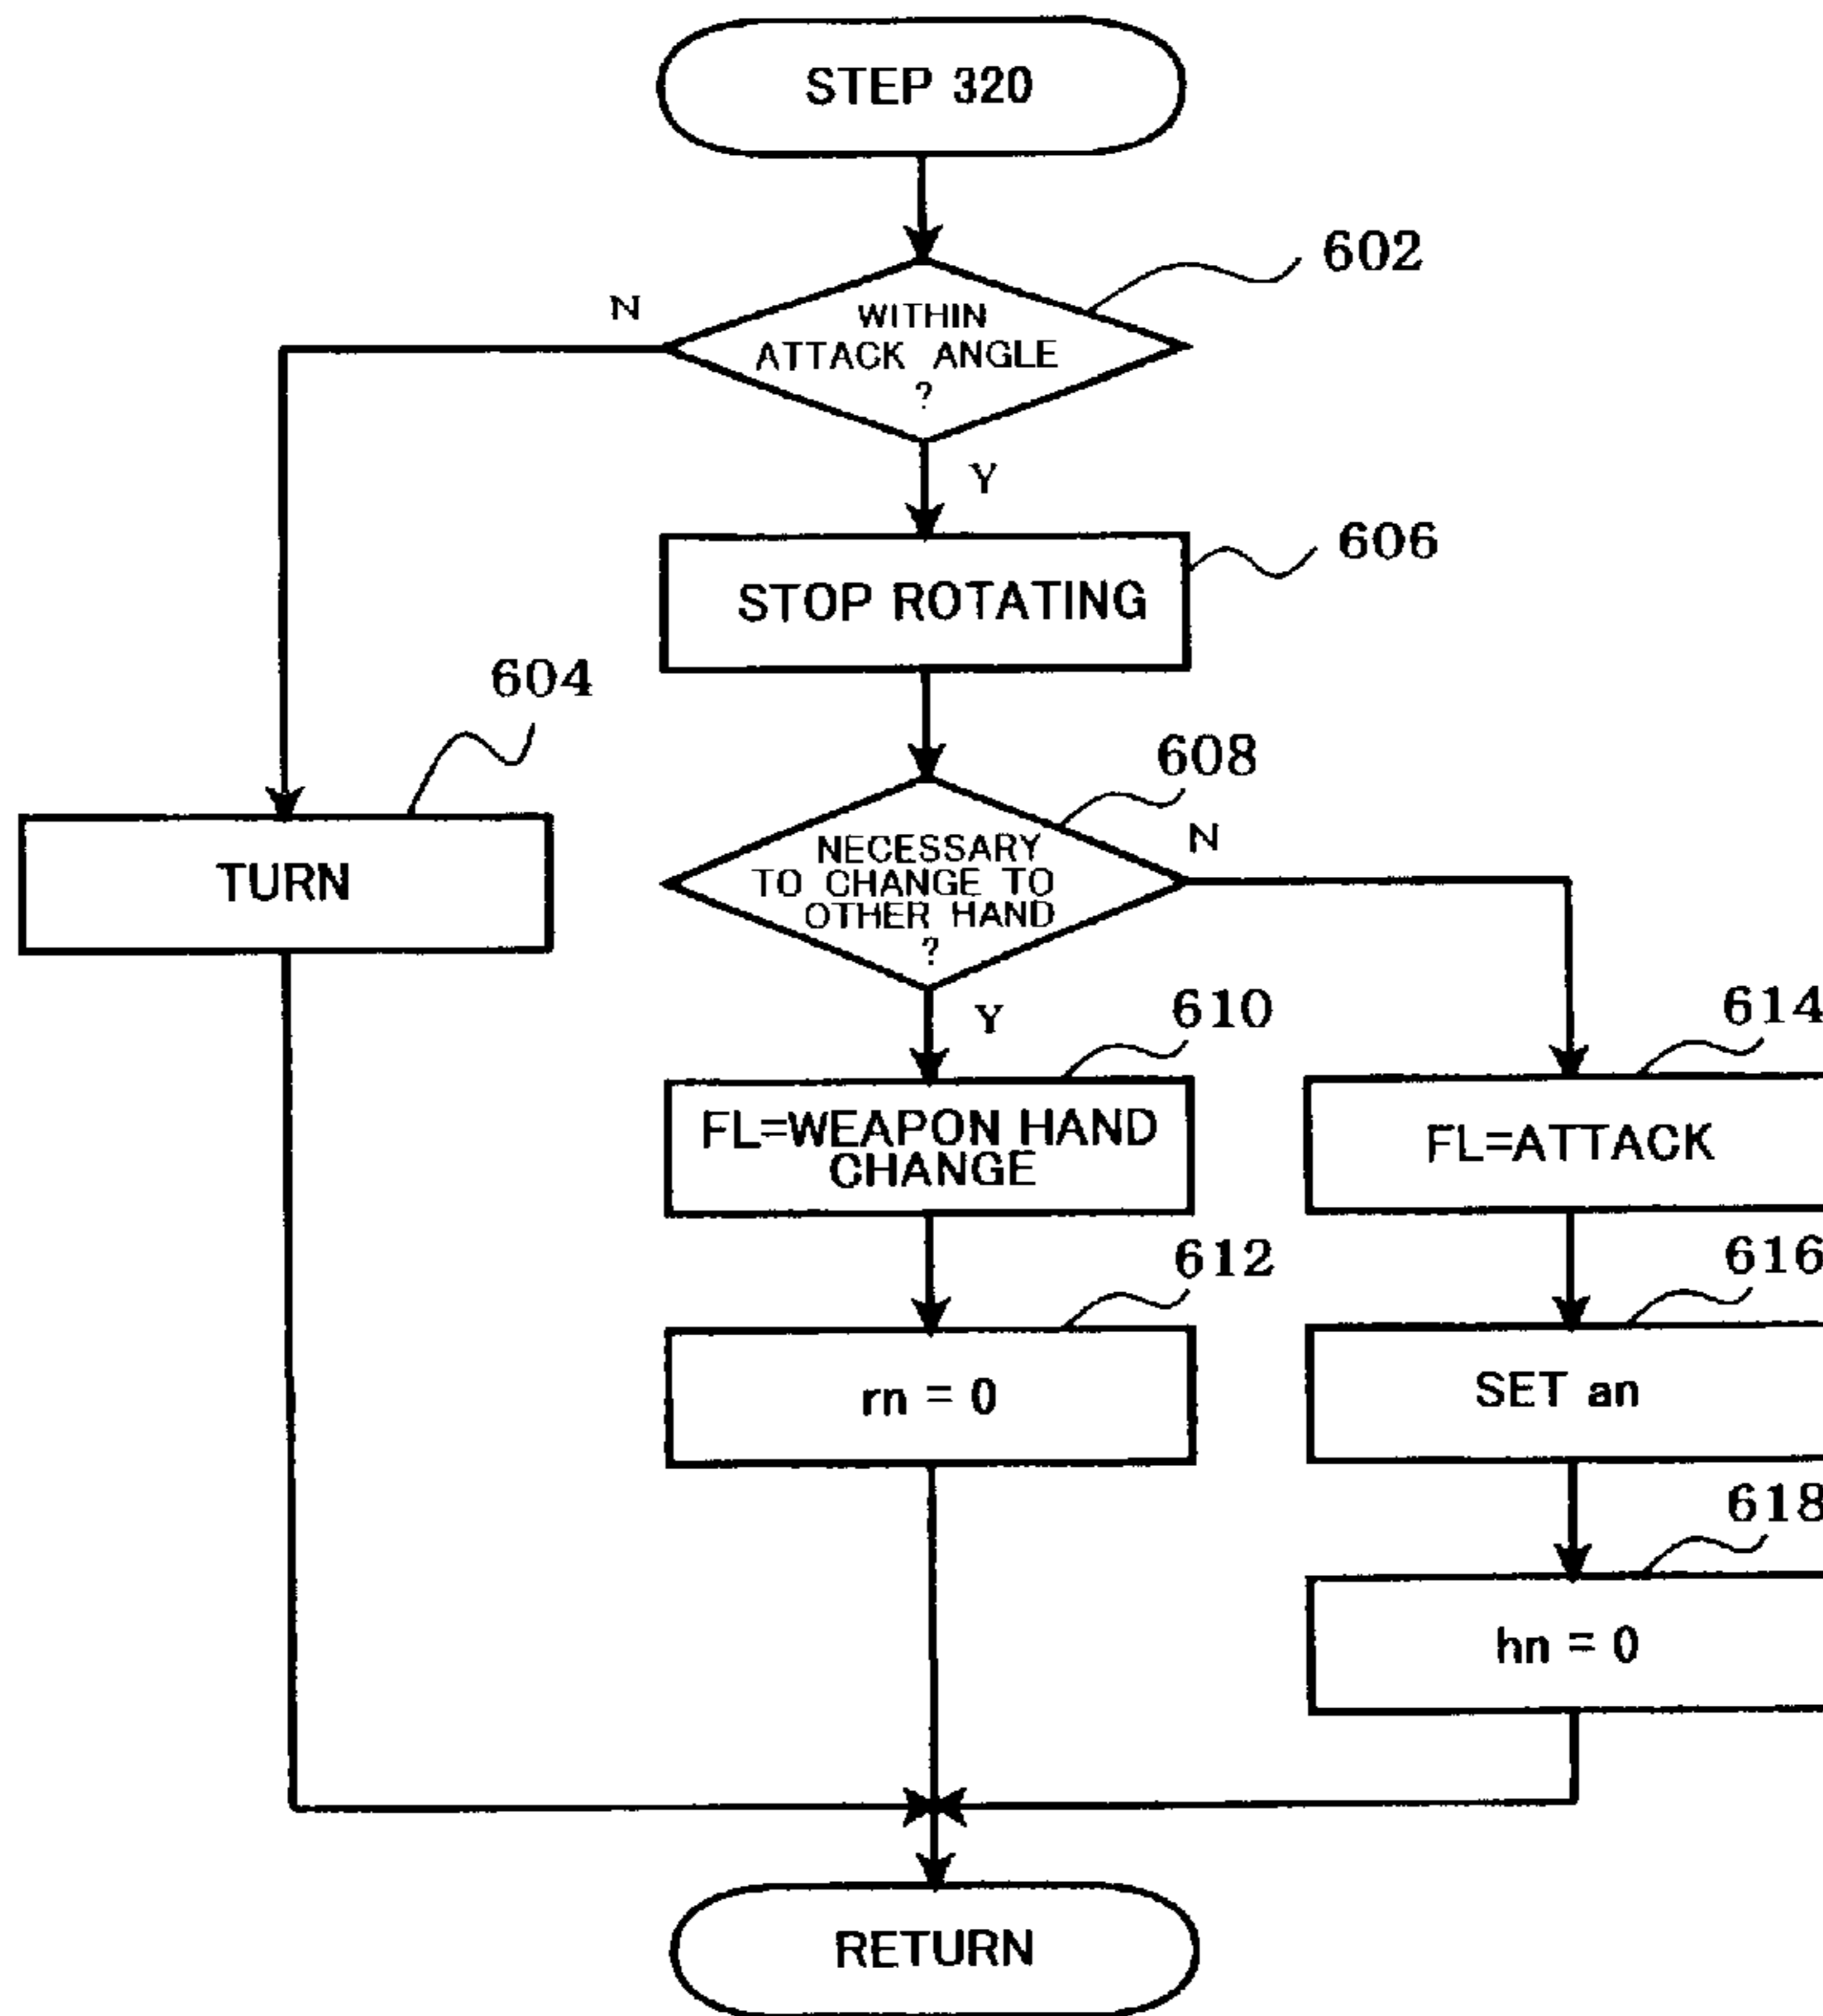 STEP 320
602
N
WITHIN
ATTACK ANGLE
?
Y
606
STOP ROTATING
604
TURN
608
N
NECESSARY
TO CHANGE TO
OTHER HAND
?
Y
610
614
FL=WEAPON HAND
CHANGE
FL=ATTACK
612
616
rn = 0
SET an
618
hn = 0
RETURN